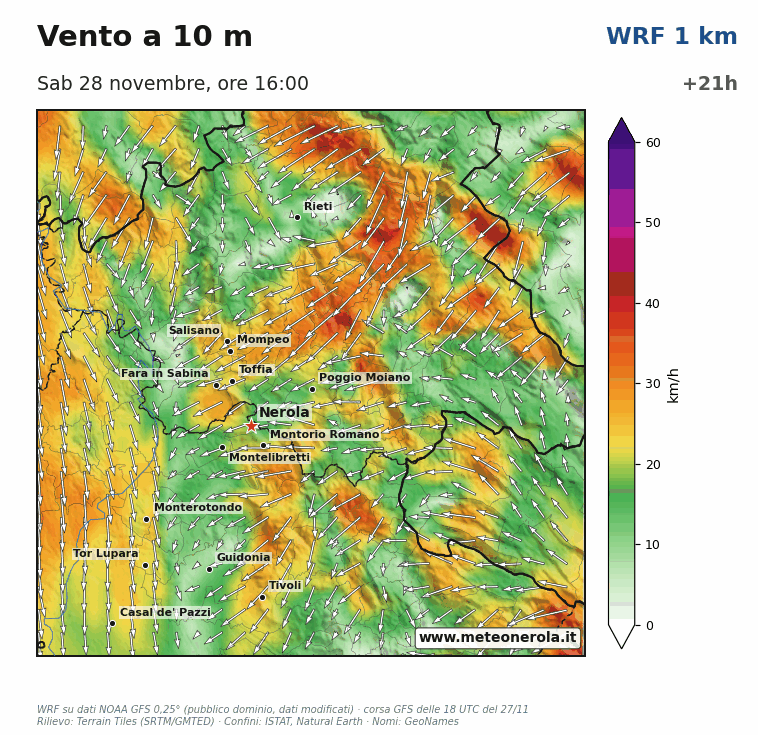 Vento a 10 m
WRF 1 km
Sab 28 novembre, ore 16:00
+21h
Rieti
Salisano
Mompeo
Fara in Sabina
Toffia
Poggio Moiano
Nerola
Montorio Romano
Montelibretti
Monterotondo
Tor Lupara
Guidonia
Tivoli
Casal de' Pazzi
www.meteonerola.it
60
50
40
30
20
10
0
km/h
WRF su dati NOAA GFS 0,25° (pubblico dominio, dati modificati) · corsa GFS delle 18 UTC del 27/11
Rilievo: Terrain Tiles (SRTM/GMTED) · Confini: ISTAT, Natural Earth · Nomi: GeoNames